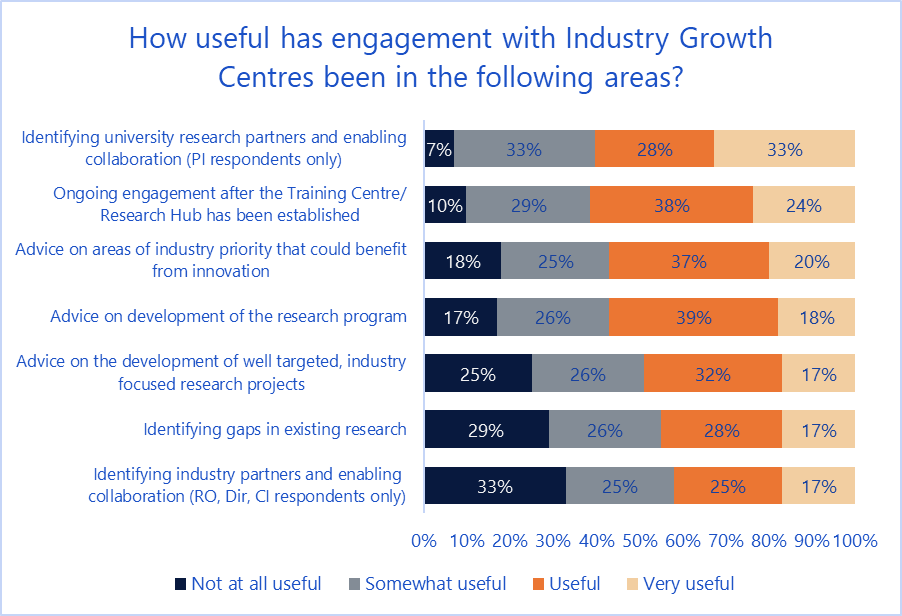 How useful has engagement with Industry Growth
Centres been in the following areas?
Identifying university research partners and enabling
collaboration (PI respondents only)
7% 33% 28% 33%
Ongoing engagement after the Training Centre/
Research Hub has been established
10% 29% 38% 24%
Advice on areas of industry priority that could benefit
from innovation
18% 25% 37% 20%
Advice on development of the research program
17% 26% 39% 18%
Advice on the development of well targeted, industry
focused research projects
25% 26% 32% 17%
Identifying gaps in existing research
29% 26% 28% 17%
Identifying industry partners and enabling
collaboration (RO, Dir, CI respondents only)
33% 25% 25% 17%
0% 10% 20% 30% 40% 50% 60% 70% 80% 90% 100%
Not at all useful Somewhat useful Useful Very useful